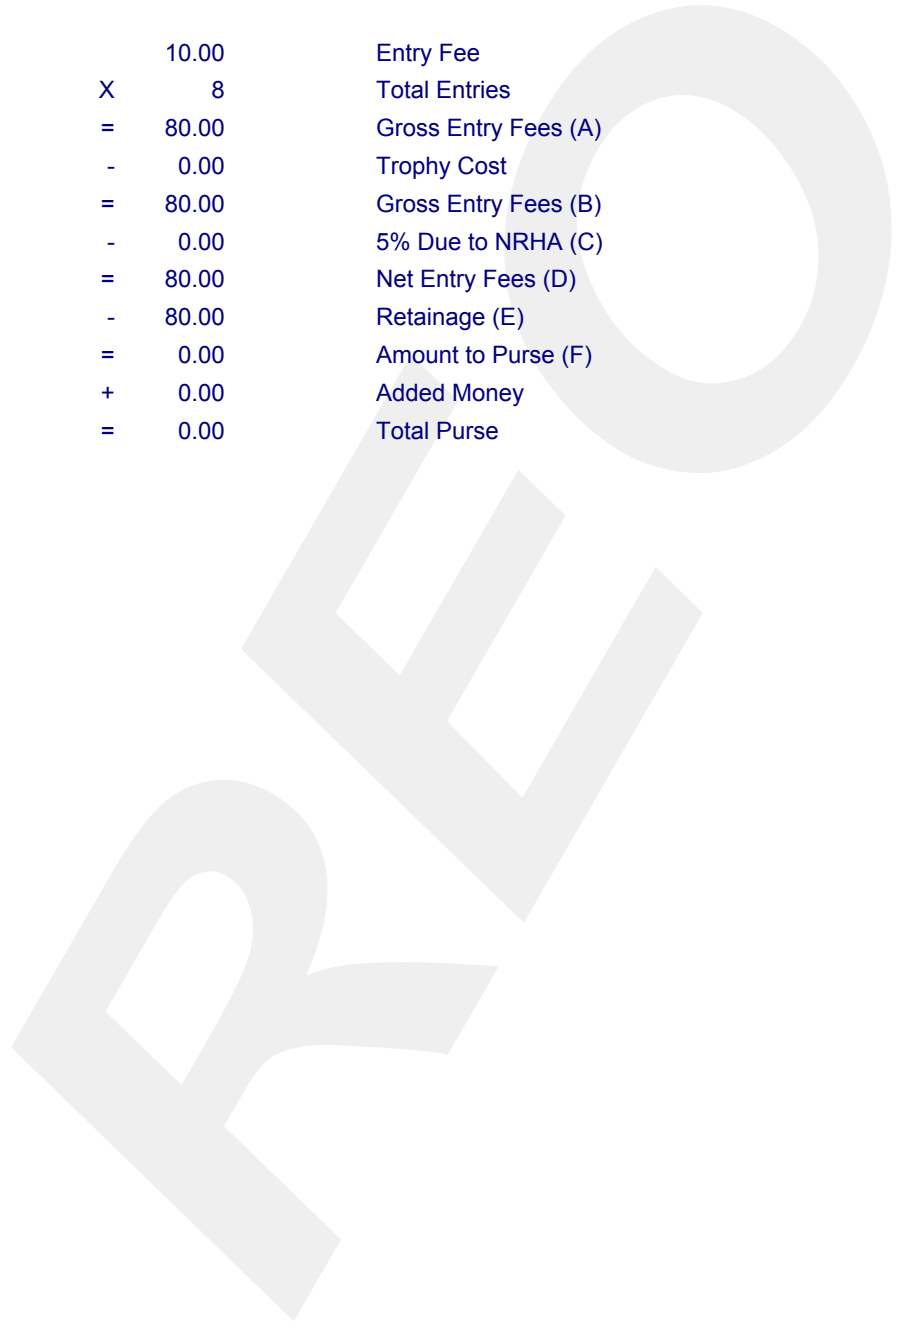 10.00 Entry Fee
X 8 Total Entries
= 80.00 Gross Entry Fees (A)
- 0.00 Trophy Cost
= 80.00 Gross Entry Fees (B)
- 0.00 5% Due to NRHA (C)
= 80.00 Net Entry Fees (D)
- 80.00 Retainage (E)
= 0.00 Amount to Purse (F)
+ 0.00 Added Money
= 0.00 Total Purse
REO